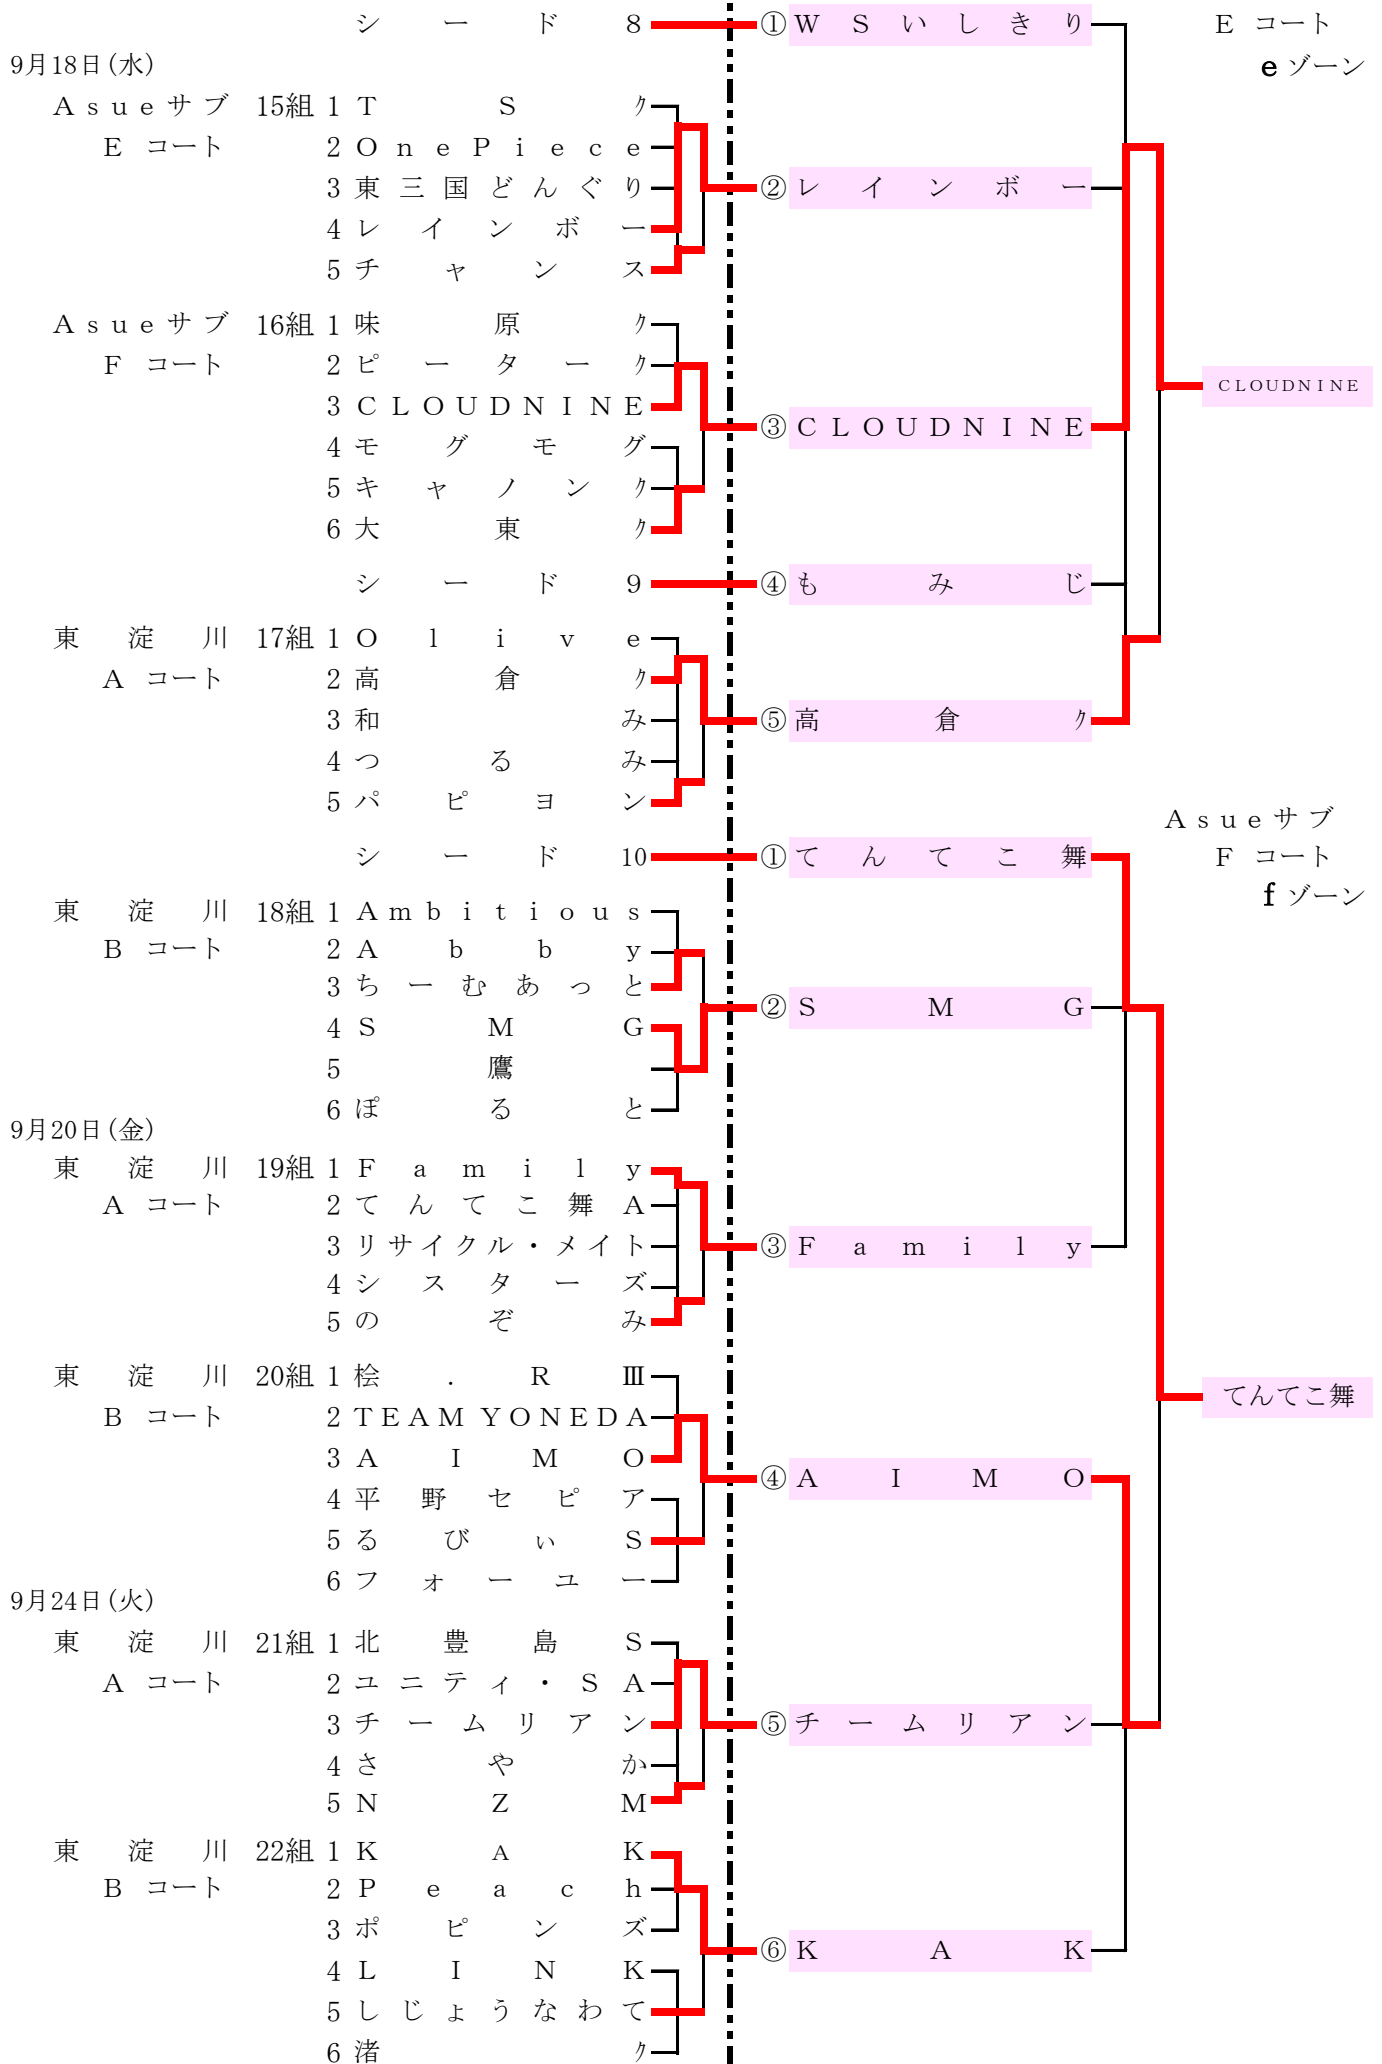 シード8 ①WSいしきり Eコート
9月18日(水) eゾーン
Asueサブ 15組 1 TSク
Eコート 2 OnePiece
3 東三国どんぐり ②レインボー
4 レインボー
5 チャンス
Asueサブ 16組 1 味原ク
Fコート 2 ピーターク
CLOUDNINE
3 CLOUDNINE ③CLOUDNINE
4 モグモグ
5 キャノンク
6 大東ク
シード9 ④もみじ
東淀川 17組 1 Olive
Aコート 2 高倉ク
3 和み ⑤高倉ク
4 つるみ
5 パピヨン
Asueサブ
シード10 ①てんてこ舞 Fコート
fゾーン
東淀川 18組 1 Ambitious
Bコート 2 Abby
3 ちーむあっと ②SMG
4 SMG
5 鷹
6 ぽると
9月20日(金)
東淀川 19組 1 Family
Aコート 2 てんてこ舞A
3 リサイクル・メイト ③Family
4 シスターズ
5 のぞみ
東淀川 20組 1 桧.RⅢ
てんてこ舞
Bコート 2 TEAM YONEDA
3 AIMO ④AIMO
4 平野セピア
5 るびぃS
6 フォーユー
9月24日(火)
東淀川 21組 1 北豊島S
Aコート 2 ユニティ・SA
3 チームリアン ⑤チームリアン
4 さやか
5 NZM
東淀川 22組 1 KAK
Bコート 2 Peach
3 ポピンズ ⑥KAK
4 LINK
5 しじょうなわて
6 渚ク